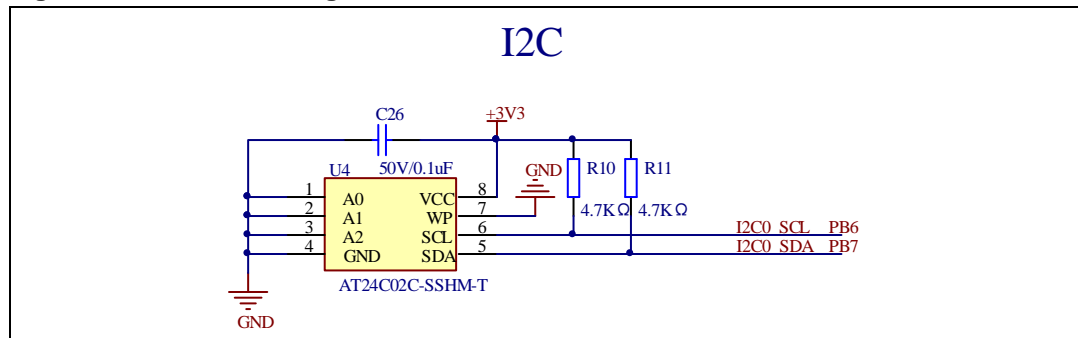 I2C
+3V3
C26
50V/0.1uF
U4
GND
R10
R11
4.7KΩ
4.7KΩ
1 A0
2 A1
3 A2
4 GND
VCC 8
WP 7
SCL 6
SDA 5
I2C0_SCL PB6
I2C0_SDA PB7
AT24C02C-SSHM-T
GND